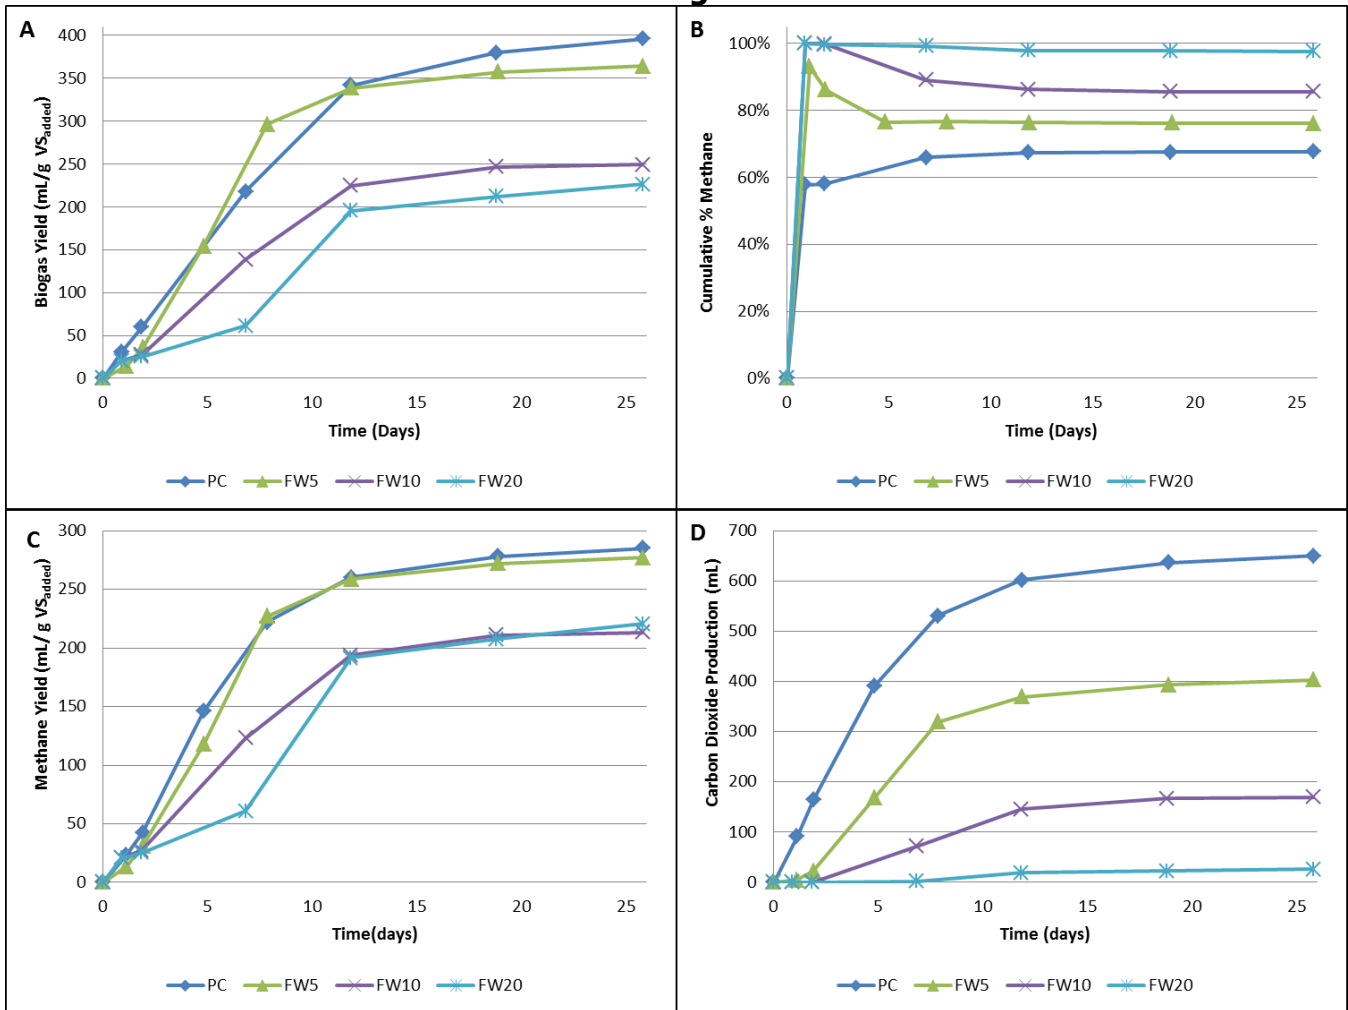 A
400
350
300
250
200
150
100
50
0
Biogas Yield (mL/g VSadded)
0 5 10 15 20 25
Time (Days)
PC FW5 FW10 FW20
B
100%
80%
60%
40%
20%
0%
Cumulative % Methane
0 5 10 15 20 25
Time (Days)
PC FW5 FW10 FW20
C
300
250
200
150
100
50
0
Methane Yield (mL/ g VSadded)
0 5 10 15 20 25
Time(days)
PC FW5 FW10 FW20
D
700
600
500
400
300
200
100
0
Carbon Dioxide Production (mL)
0 5 10 15 20 25
Time (days)
PC FW5 FW10 FW20